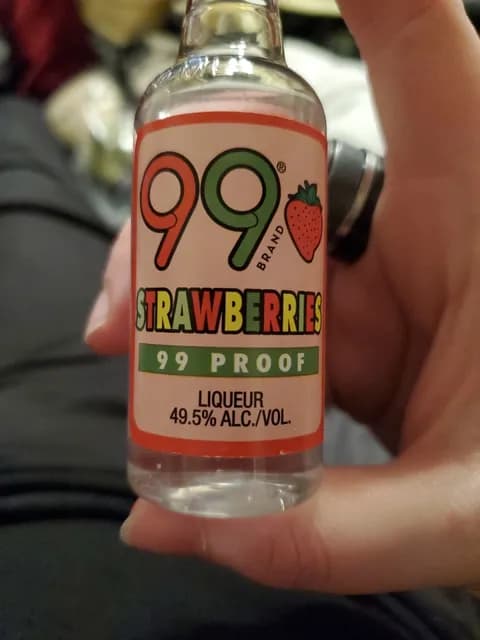 99®
BRAND
STRAWBERRIES
99 PROOF
LIQUEUR
49.5% ALC./VOL.